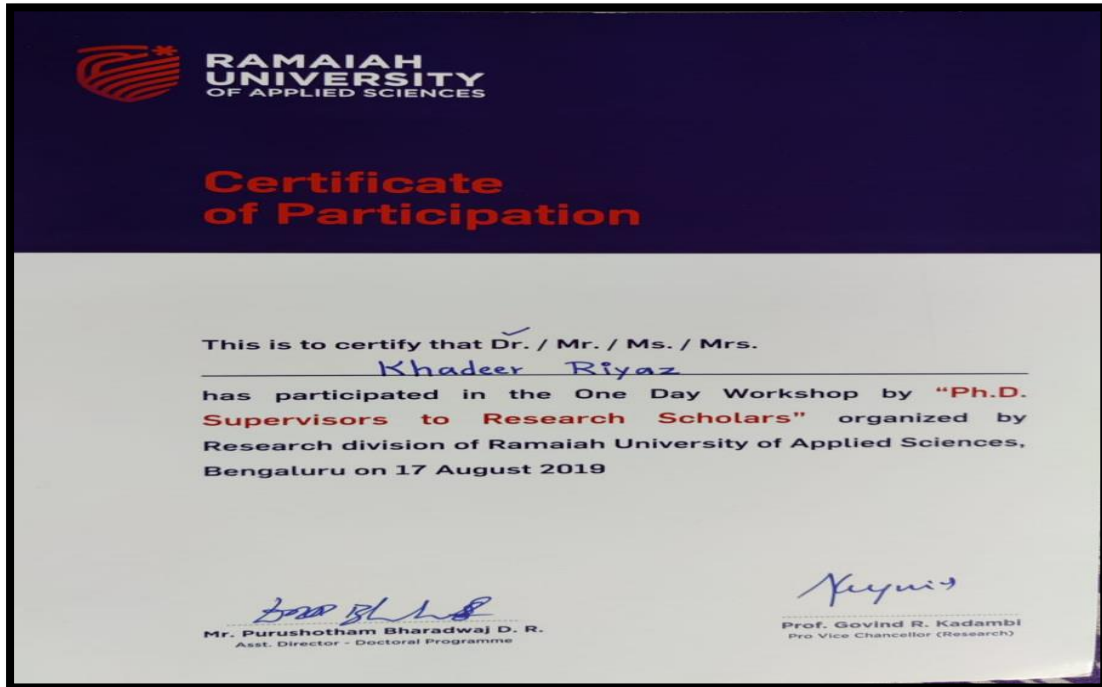 RAMAIAH
UNIVERSITY
OF APPLIED SCIENCES
Certificate
of Participation
This is to certify that Dr. / Mr. / Ms. / Mrs.
Khadeer Riyaz
has participated in the One Day Workshop by “Ph.D.
Supervisors to Research Scholars” organized by
Research division of Ramaiah University of Applied Sciences,
Bengaluru on 17 August 2019
Mr. Purushotham Bharadwaj D. R.
Asst. Director - Doctoral Programme
Prof. Govind R. Kadambi
Pro Vice Chancellor (Research)